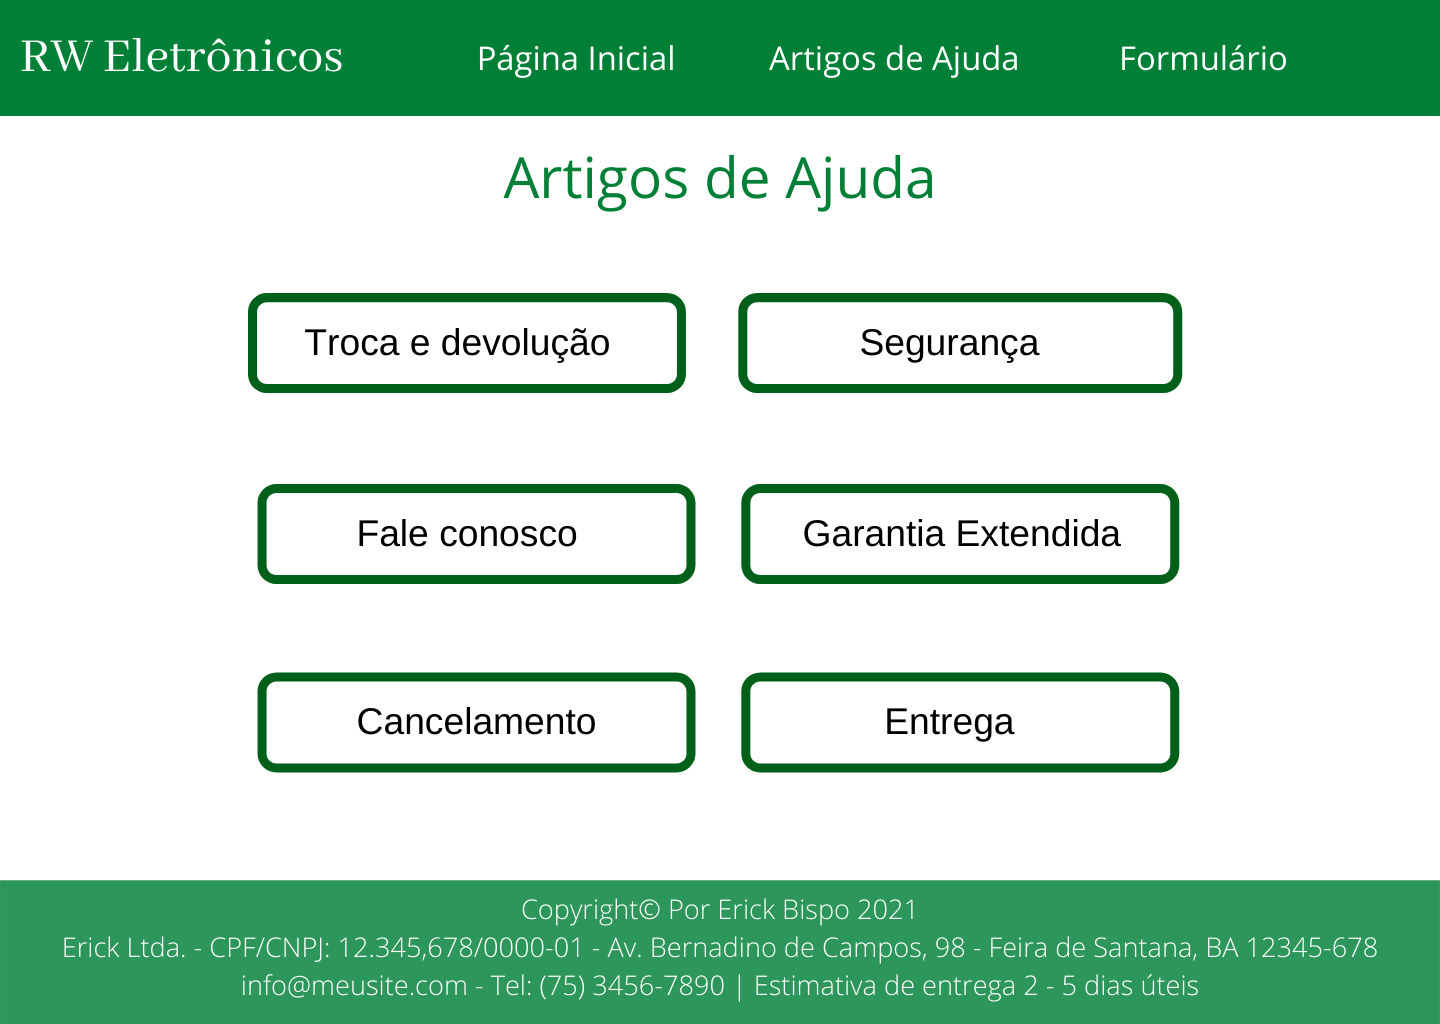 RW Eletrônicos
Página Inicial
Artigos de Ajuda
Formulário
Artigos de Ajuda
Troca e devolução
Segurança
Fale conosco
Garantia Extendida
Cancelamento
Entrega
Copyright© Por Erick Bispo 2021
Erick Ltda. - CPF/CNPJ: 12.345,678/0000-01 - Av. Bernadino de Campos, 98 - Feira de Santana, BA 12345-678
info@meusite.com - Tel: (75) 3456-7890 | Estimativa de entrega 2 - 5 dias úteis